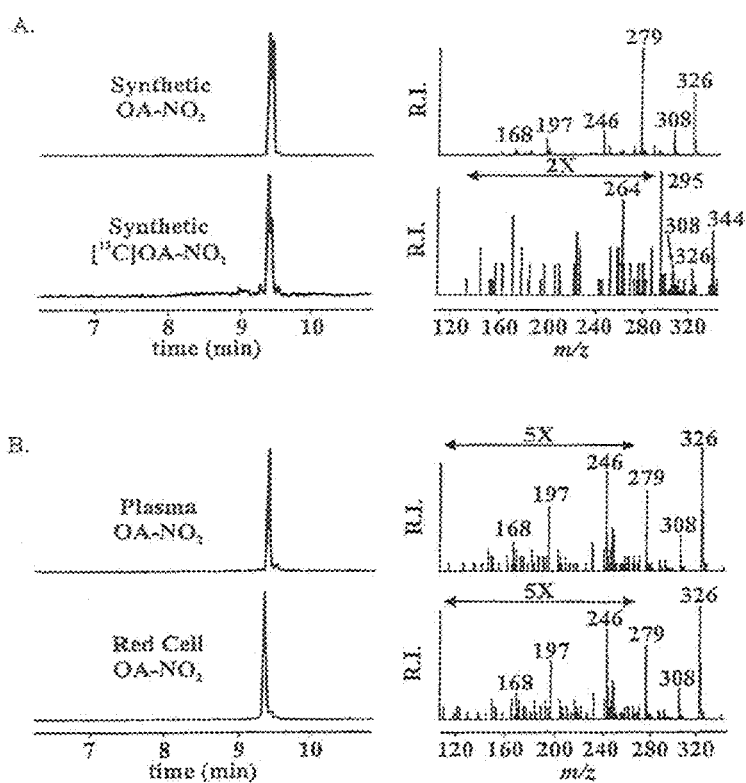 A.
Synthetic
OA-NO₂
R.I.
168
197
246
279
308
326
Synthetic
[¹³C]OA-NO₂
R.I.
2X
264
295
308
326
344
7 8 9 10
time (min)
120 160 200 240 280 320
m/z
B.
Plasma
OA-NO₂
R.I.
5X
168
197
246
279
308
326
Red Cell
OA-NO₂
R.I.
5X
168
197
246
279
308
326
7 8 9 10
time (min)
120 160 200 240 280 320
m/z